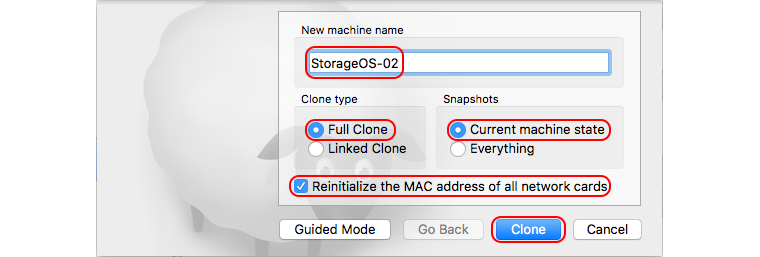 New machine name
StorageOS-02
Clone type
Snapshots
Full Clone
Current machine state
Linked Clone
Everything
Reinitialize the MAC address of all network cards
Guided Mode
Go Back
Clone
Cancel